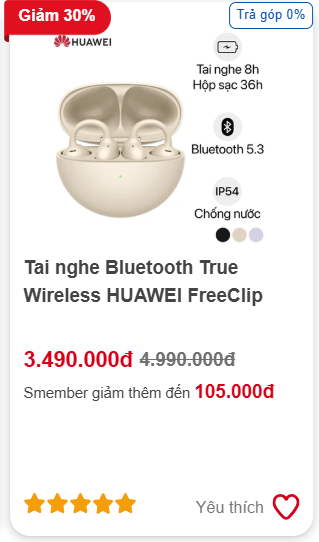 Giảm 30%
Trả góp 0%
HUAWEI
Tai nghe 8h
Hộp sạc 36h
Bluetooth 5.3
IP54
Chống nước
Tai nghe Bluetooth True
Wireless HUAWEI FreeClip
3.490.000đ 4.990.000đ
Smember giảm thêm đến 105.000đ
Yêu thích